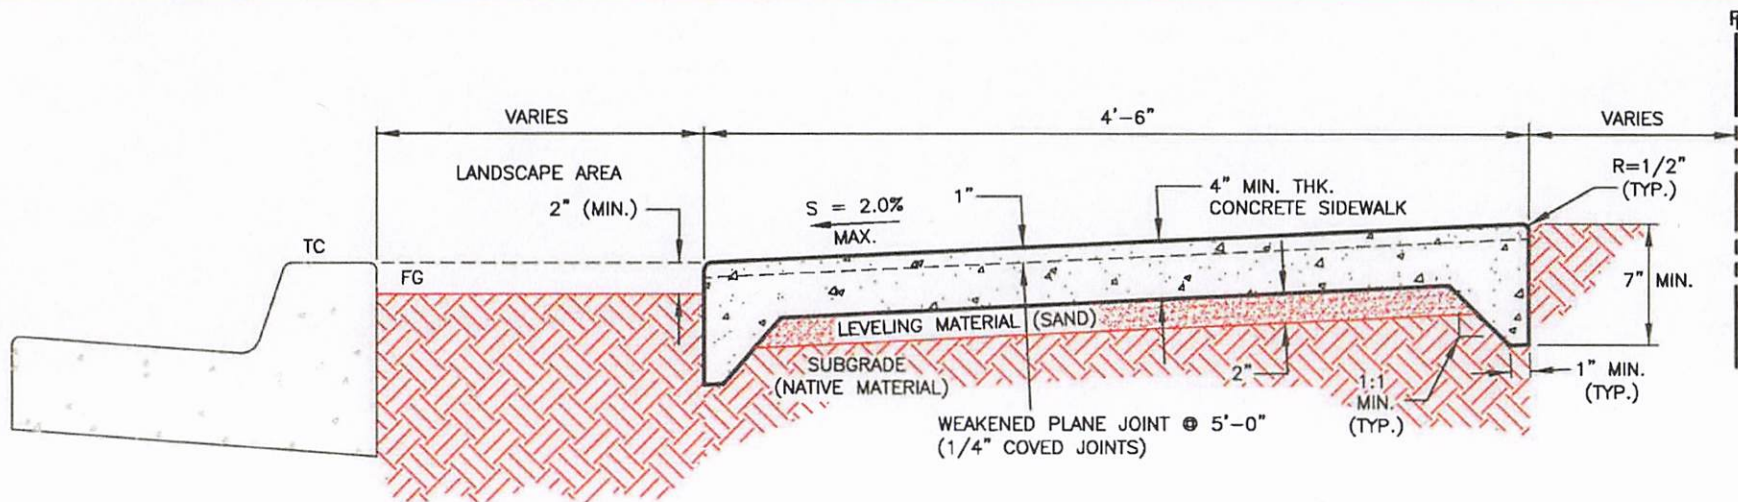 VARIES
4'-6"
VARIES
LANDSCAPE AREA
2" (MIN.)
S = 2.0%
MAX.
1"
4" MIN. THK.
CONCRETE SIDEWALK
R=1/2"
(TYP.)
TC
FG
7" MIN.
LEVELING MATERIAL (SAND)
SUBGRADE
(NATIVE MATERIAL)
2"
1:1
MIN.
(TYP.)
1" MIN.
(TYP.)
WEAKENED PLANE JOINT @ 5'-0"
(1/4" COVED JOINTS)